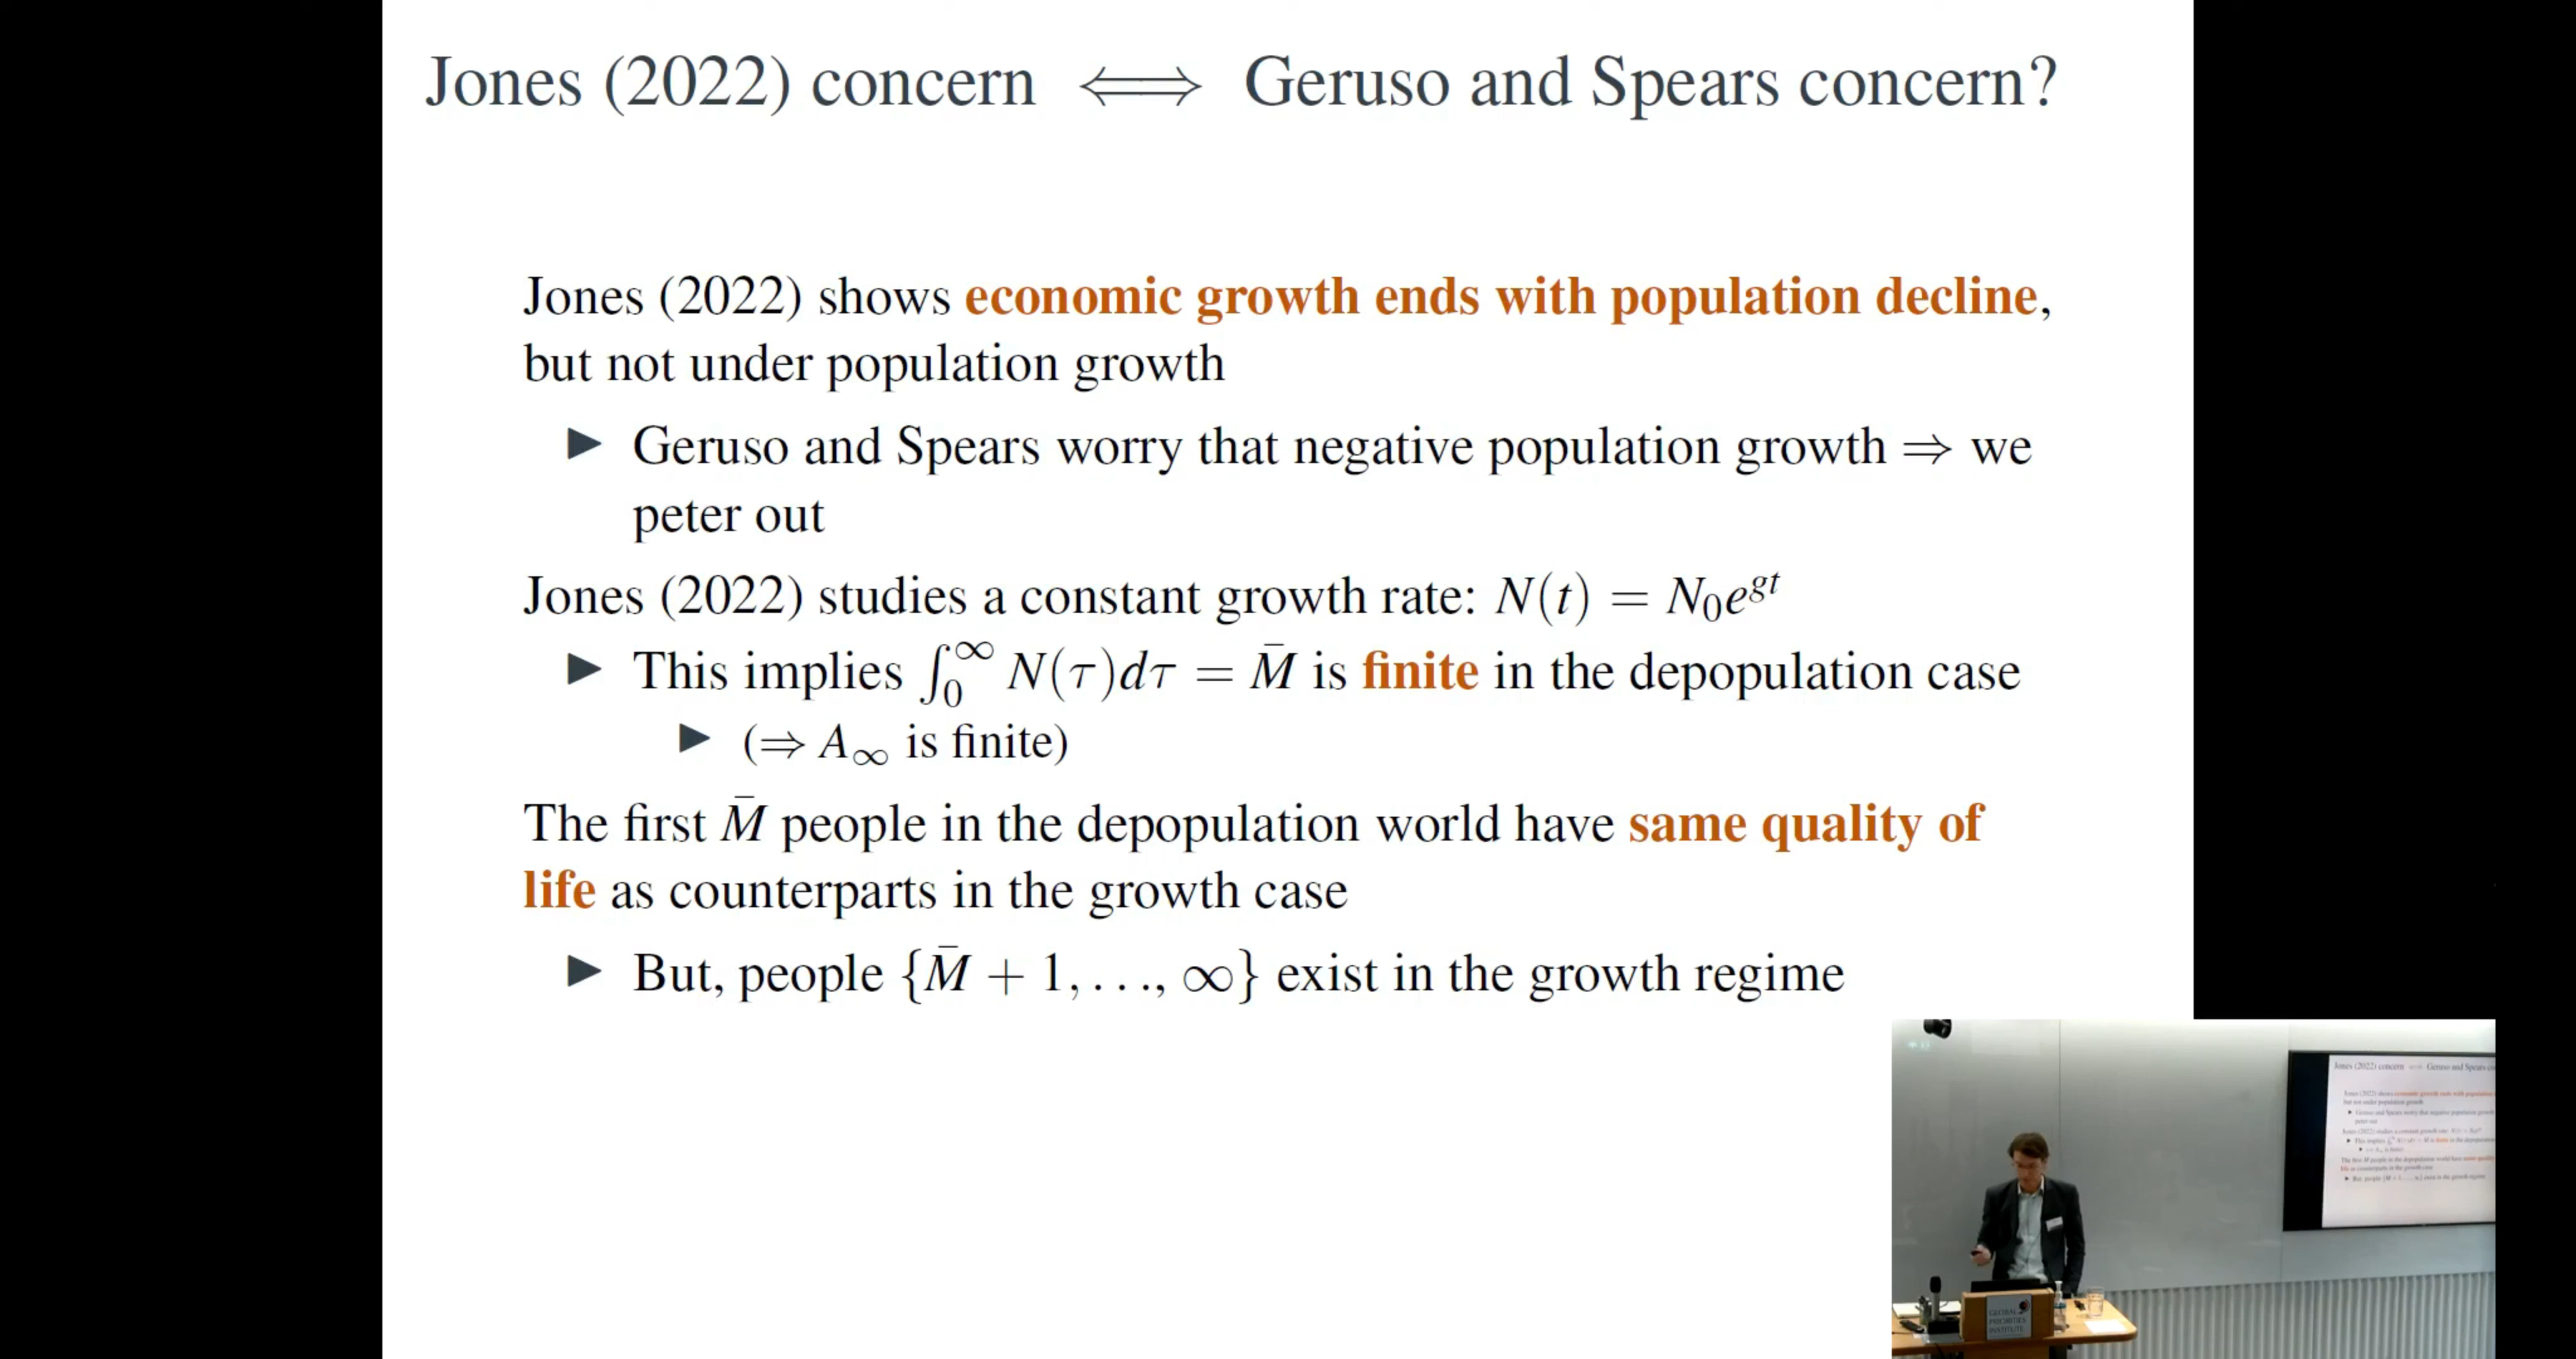 Jones (2022) concern ⟺ Geruso and Spears concern?
Jones (2022) shows economic growth ends with population decline,
but not under population growth
▶ Geruso and Spears worry that negative population growth ⇒ we
peter out
Jones (2022) studies a constant growth rate: N(t) = N₀e^{gt}
▶ This implies ∫₀^∞ N(τ)dτ = M̄ is finite in the depopulation case
▶ (⇒ A_∞ is finite)
The first M̄ people in the depopulation world have same quality of
life as counterparts in the growth case
▶ But, people {M̄ + 1, . . ., ∞} exist in the growth regime
GLOBAL
PRIORITIES
INSTITUTE